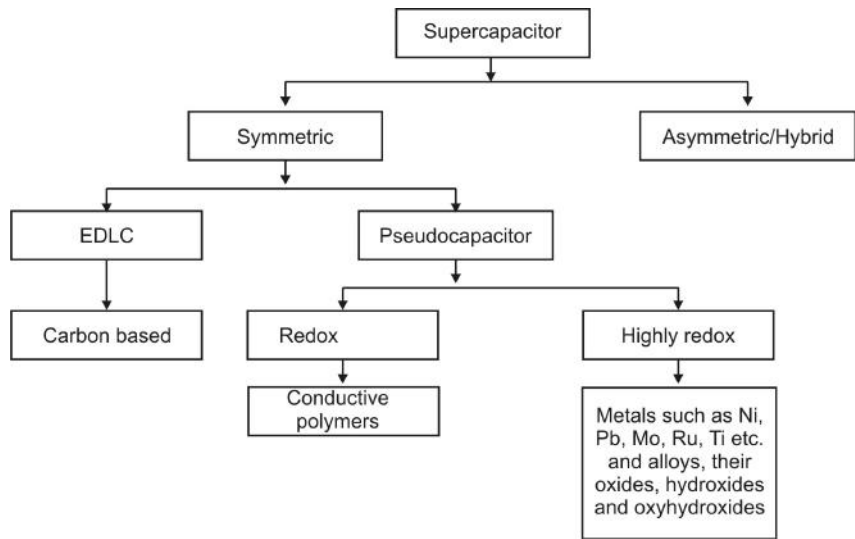 Supercapacitor
Symmetric
Asymmetric/Hybrid
EDLC
Pseudocapacitor
Carbon based
Redox
Highly redox
Conductive
polymers
Metals such as Ni,
Pb, Mo, Ru, Ti etc.
and alloys, their
oxides, hydroxides
and oxyhydroxides